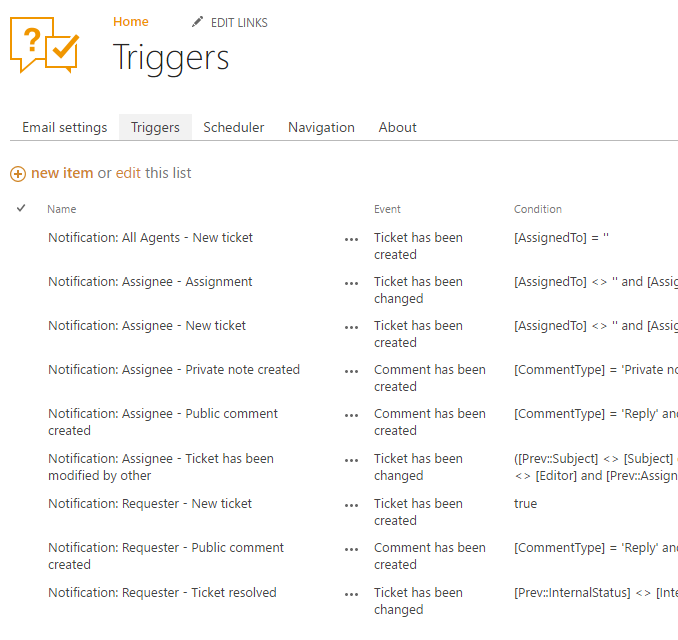 Home EDIT LINKS
Triggers
Email settings Triggers Scheduler Navigation About
new item or edit this list
Name Event Condition
Notification: All Agents - New ticket ... Ticket has been [AssignedTo] = ''
created
Notification: Assignee - Assignment ... Ticket has been [AssignedTo] <> '' and [Assig
changed
Notification: Assignee - New ticket ... Ticket has been [AssignedTo] <> '' and [Assig
created
Notification: Assignee - Private note created ... Comment has been [CommentType] = 'Private no
created
Notification: Assignee - Public comment ... Comment has been [CommentType] = 'Reply' and
created created
Notification: Assignee - Ticket has been ... Ticket has been ([Prev::Subject] <> [Subject]
modified by other changed <> [Editor] and [Prev::Assign
Notification: Requester - New ticket ... Ticket has been true
created
Notification: Requester - Public comment ... Comment has been [CommentType] = 'Reply' and
created created
Notification: Requester - Ticket resolved ... Ticket has been [Prev::InternalStatus] <> [Inte
changed